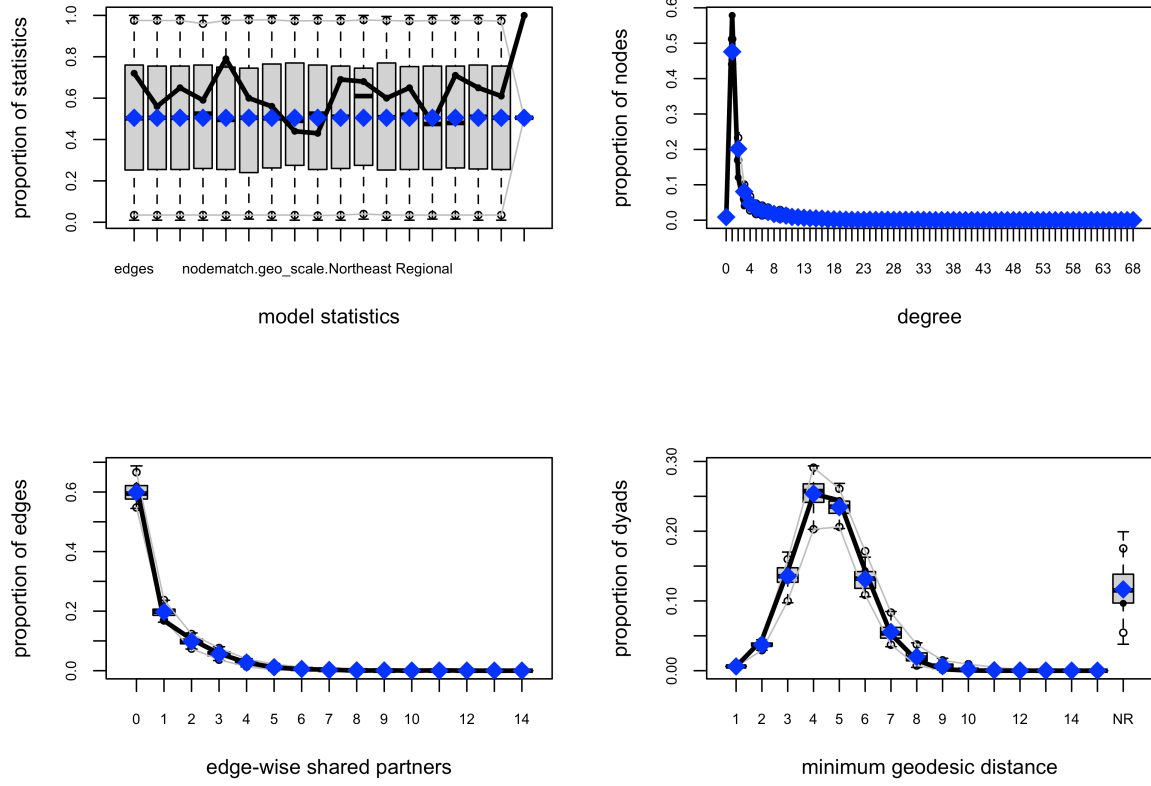 proportion of statistics
1.0
0.8
0.6
0.4
0.2
0.0
edges nodematch.geo_scale.Northeast Regional
model statistics
proportion of nodes
0.6
0.5
0.4
0.3
0.2
0.1
0.0
0 4 8 13 18 23 28 33 38 43 48 53 58 63 68
degree
proportion of edges
0.6
0.4
0.2
0.0
0 1 2 3 4 5 6 7 8 9 10 12 14
edge-wise shared partners
proportion of dyads
0.30
0.20
0.10
0.00
1 2 3 4 5 6 7 8 9 10 12 14 NR
minimum geodesic distance